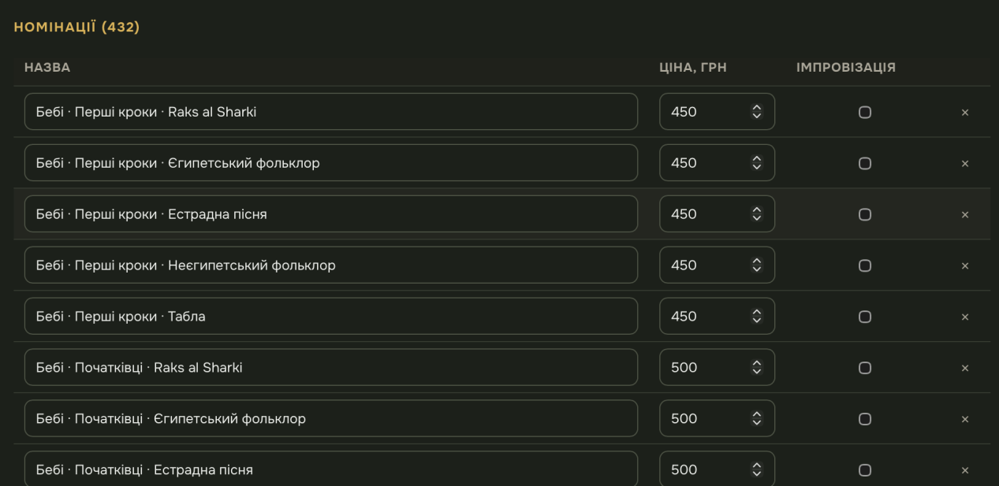 НОМІНАЦІЇ (432)
НАЗВА ЦІНА, ГРН ІМПРОВІЗАЦІЯ
Бебі · Перші кроки · Raks al Sharki 450 ×
Бебі · Перші кроки · Єгипетський фольклор 450 ×
Бебі · Перші кроки · Естрадна пісня 450 ×
Бебі · Перші кроки · Неєгипетський фольклор 450 ×
Бебі · Перші кроки · Табла 450 ×
Бебі · Початківці · Raks al Sharki 500 ×
Бебі · Початківці · Єгипетський фольклор 500 ×
Бебі · Початківці · Естрадна пісня 500 ×